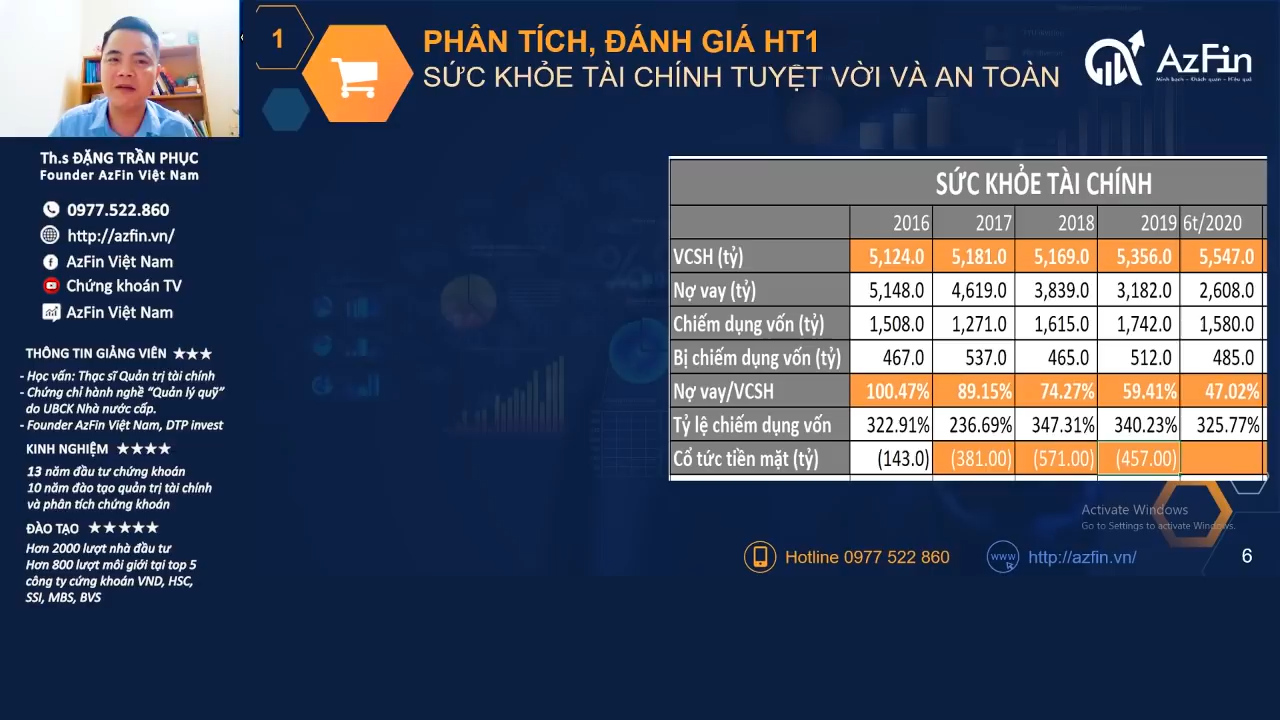 1
PHÂN TÍCH, ĐÁNH GIÁ HT1
SỨC KHỎE TÀI CHÍNH TUYỆT VỜI VÀ AN TOÀN
AzFin
Minh bạch - Khách quan - Hiệu quả
Th.s ĐẶNG TRẦN PHỤC
Founder AzFin Việt Nam
0977.522.860
http://azfin.vn/
AzFin Việt Nam
Chứng khoán TV
AzFin Việt Nam
THÔNG TIN GIẢNG VIÊN ★★★
- Học vấn: Thạc sĩ Quản trị tài chính
- Chứng chỉ hành nghề “Quản lý quỹ”
do UBCK Nhà nước cấp.
- Founder AzFin Việt Nam, DTP invest
KINH NGHIỆM ★★★★
13 năm đầu tư chứng khoán
10 năm đào tạo quản trị tài chính
và phân tích chứng khoán
ĐÀO TẠO ★★★★★
Hơn 2000 lượt nhà đầu tư
Hơn 800 lượt môi giới tại top 5
công ty cứng khoán VND, HSC,
SSI, MBS, BVS
SỨC KHỎE TÀI CHÍNH
2016 2017 2018 2019 6t/2020
VCSH (tỷ) 5,124.0 5,181.0 5,169.0 5,356.0 5,547.0
Nợ vay (tỷ) 5,148.0 4,619.0 3,839.0 3,182.0 2,608.0
Chiếm dụng vốn (tỷ) 1,508.0 1,271.0 1,615.0 1,742.0 1,580.0
Bị chiếm dụng vốn (tỷ) 467.0 537.0 465.0 512.0 485.0
Nợ vay/VCSH 100.47% 89.15% 74.27% 59.41% 47.02%
Tỷ lệ chiếm dụng vốn 322.91% 236.69% 347.31% 340.23% 325.77%
Cổ tức tiền mặt (tỷ) (143.0) (381.00) (571.00) (457.00)
Activate Windows
Go to Settings to activate Windows.
Hotline 0977 522 860
www
http://azfin.vn/
6